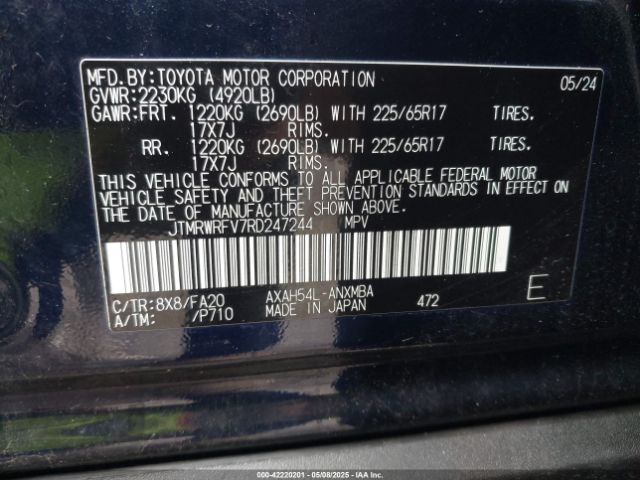 MFD.BY:TOYOTA MOTOR CORPORATION 05/24
GVWR:2230KG (4920LB)
GAWR:FRT. 1220KG (2690LB) WITH 225/65R17 TIRES.
17X7J RIMS.
RR. 1220KG (2690LB) WITH 225/65R17 TIRES.
17X7J RIMS.
THIS VEHICLE CONFORMS TO ALL APPLICABLE FEDERAL MOTOR
VEHICLE SAFETY AND THEFT PREVENTION STANDARDS IN EFFECT ON
THE DATE OF MANUFACTURE SHOWN ABOVE.
JTMRWRFV7RD247244 MPV
C/TR:8X8/FA20 AXAH54L-ANXMBA 472 E
A/TM: /P710 MADE IN JAPAN
000-42220201 - 05/08/2025 - IAAI.COM